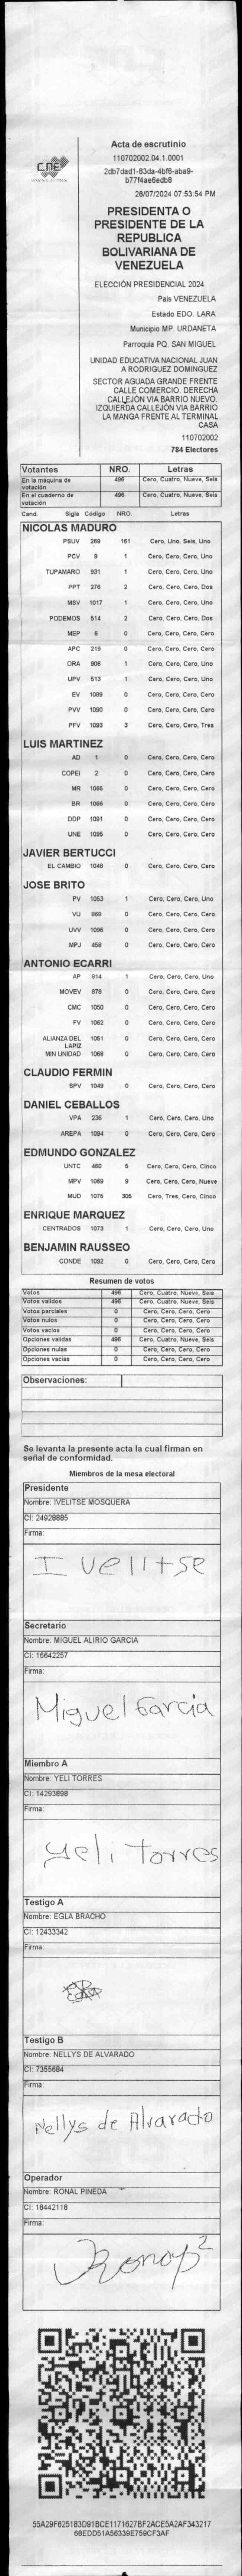 Acta de escrutinio
110702002.04.1.0001
2db7dad1-83da-4bf6-aba9-
b77f4ae6edb8
28/07/2024 07:53:54 PM
PRESIDENTA O
PRESIDENTE DE LA
REPUBLICA
BOLIVARIANA DE
VENEZUELA
CNE
ELECCIÓN PRESIDENCIAL 2024
Pais VENEZUELA
Estado EDO. LARA
Municipio MP. URDANETA
Parroquia PQ. SAN MIGUEL
UNIDAD EDUCATIVA NACIONAL JUAN
A RODRIGUEZ DOMINGUEZ
SECTOR AGUADA GRANDE FRENTE
CALLE COMERCIO. DERECHA
CALLEJÓN VIA BARRIO NUEVO.
IZQUIERDA CALLEJÓN VIA BARRIO
LA MANGA FRENTE AL TERMINAL
CASA
110702002
784 Electores
Votantes NRO. Letras
En la máquina de votación 496 Cero, Cuatro, Nueve, Seis
En el cuaderno de votación 496 Cero, Cuatro, Nueve, Seis
Cand. Sigla Código NRO. Letras
NICOLAS MADURO
PSUV 269 161 Cero, Uno, Seis, Uno
PCV 9 1 Cero, Cero, Cero, Uno
TUPAMARO 931 1 Cero, Cero, Cero, Uno
PPT 276 2 Cero, Cero, Cero, Dos
MSV 1017 1 Cero, Cero, Cero, Uno
PODEMOS 514 2 Cero, Cero, Cero, Dos
MEP 6 0 Cero, Cero, Cero, Cero
APC 219 0 Cero, Cero, Cero, Cero
ORA 906 1 Cero, Cero, Cero, Uno
UPV 513 1 Cero, Cero, Cero, Uno
EV 1089 0 Cero, Cero, Cero, Cero
PVV 1090 0 Cero, Cero, Cero, Cero
PFV 1093 3 Cero, Cero, Cero, Tres
LUIS MARTINEZ
AD 1 0 Cero, Cero, Cero, Cero
COPEI 2 0 Cero, Cero, Cero, Cero
MR 1065 0 Cero, Cero, Cero, Cero
BR 1066 0 Cero, Cero, Cero, Cero
DDP 1091 0 Cero, Cero, Cero, Cero
UNE 1095 0 Cero, Cero, Cero, Cero
JAVIER BERTUCCI
EL CAMBIO 1048 0 Cero, Cero, Cero, Cero
JOSE BRITO
PV 1053 1 Cero, Cero, Cero, Uno
VU 869 0 Cero, Cero, Cero, Cero
UVV 1096 0 Cero, Cero, Cero, Cero
MPJ 458 0 Cero, Cero, Cero, Cero
ANTONIO ECARRI
AP 814 1 Cero, Cero, Cero, Uno
MOVEV 878 0 Cero, Cero, Cero, Cero
CMC 1050 0 Cero, Cero, Cero, Cero
FV 1062 0 Cero, Cero, Cero, Cero
ALIANZA DEL LAPIZ 1051 0 Cero, Cero, Cero, Cero
MIN UNIDAD 1068 0 Cero, Cero, Cero, Cero
CLAUDIO FERMIN
SPV 1049 0 Cero, Cero, Cero, Cero
DANIEL CEBALLOS
VPA 236 1 Cero, Cero, Cero, Uno
AREPA 1094 0 Cero, Cero, Cero, Cero
EDMUNDO GONZALEZ
UNTC 460 5 Cero, Cero, Cero, Cinco
MPV 1069 9 Cero, Cero, Cero, Nueve
MUD 1075 305 Cero, Tres, Cero, Cinco
ENRIQUE MARQUEZ
CENTRADOS 1073 1 Cero, Cero, Cero, Uno
BENJAMIN RAUSSEO
CONDE 1092 0 Cero, Cero, Cero, Cero
Resumen de votos
Votos 496 Cero, Cuatro, Nueve, Seis
Votos validos 496 Cero, Cuatro, Nueve, Seis
Votos parciales 0 Cero, Cero, Cero, Cero
Votos nulos 0 Cero, Cero, Cero, Cero
Votos vacios 0 Cero, Cero, Cero, Cero
Opciones validas 496 Cero, Cuatro, Nueve, Seis
Opciones nulas 0 Cero, Cero, Cero, Cero
Opciones vacias 0 Cero, Cero, Cero, Cero
Observaciones:
Se levanta la presente acta la cual firman en
señal de conformidad.
Miembros de la mesa electoral
Presidente
Nombre: IVELITSE MOSQUERA
CI: 24928885
Firma:
Ivelitse
Secretario
Nombre: MIGUEL ALIRIO GARCIA
CI: 16642257
Firma:
Miguel Garcia
Miembro A
Nombre: YELI TORRES
CI: 14293898
Firma:
Yeli Torres
Testigo A
Nombre: EGLA BRACHO
CI: 12433342
Firma:
Testigo B
Nombre: NELLYS DE ALVARADO
CI: 7355684
Firma:
Nellys de Alvarado
Operador
Nombre: RONAL PINEDA
CI: 18442118
Firma:
55A29F625183D91BCE1171627BF2ACE5A2AF343217
68EDD51A56339E759CF3AF